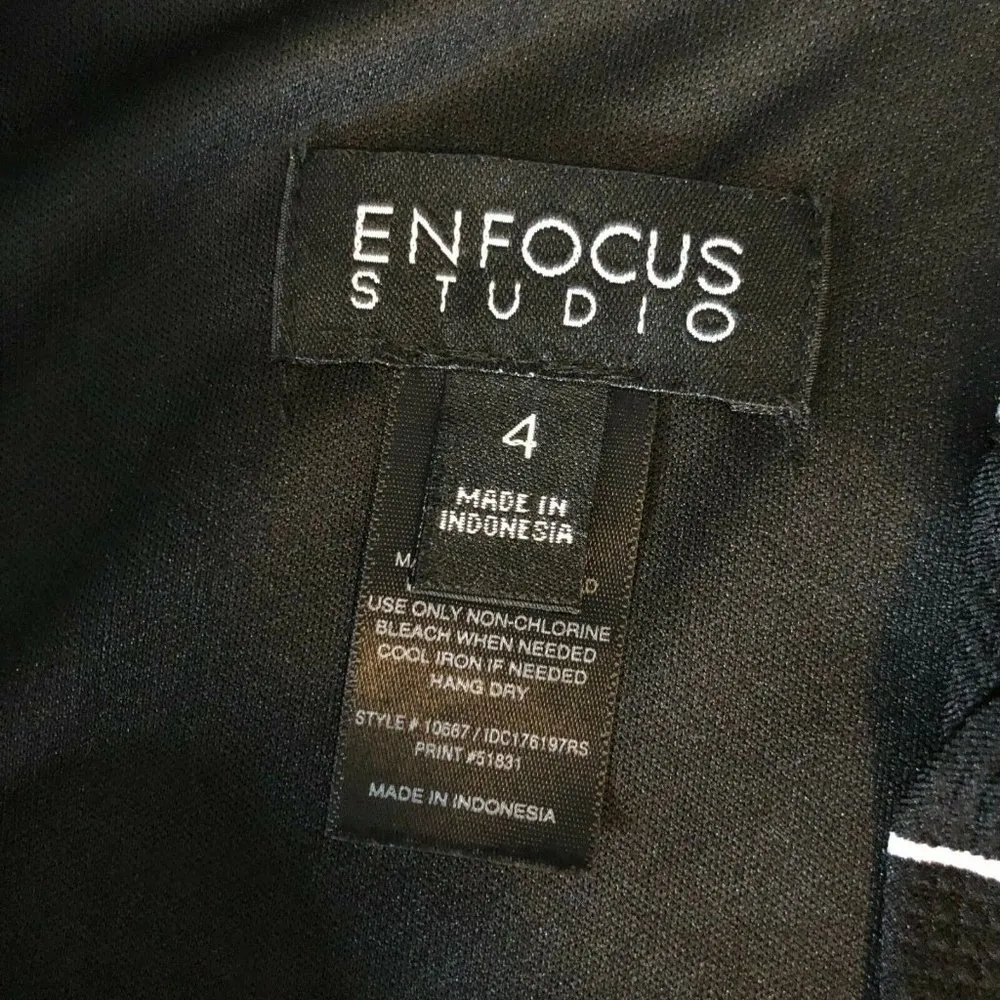 ENFOCUS
STUDIO
4
MADE IN
INDONESIA
USE ONLY NON-CHLORINE
BLEACH WHEN NEEDED
COOL IRON IF NEEDED
HANG DRY
STYLE # 10687 / IDC176197RS
PRINT #51831
MADE IN INDONESIA